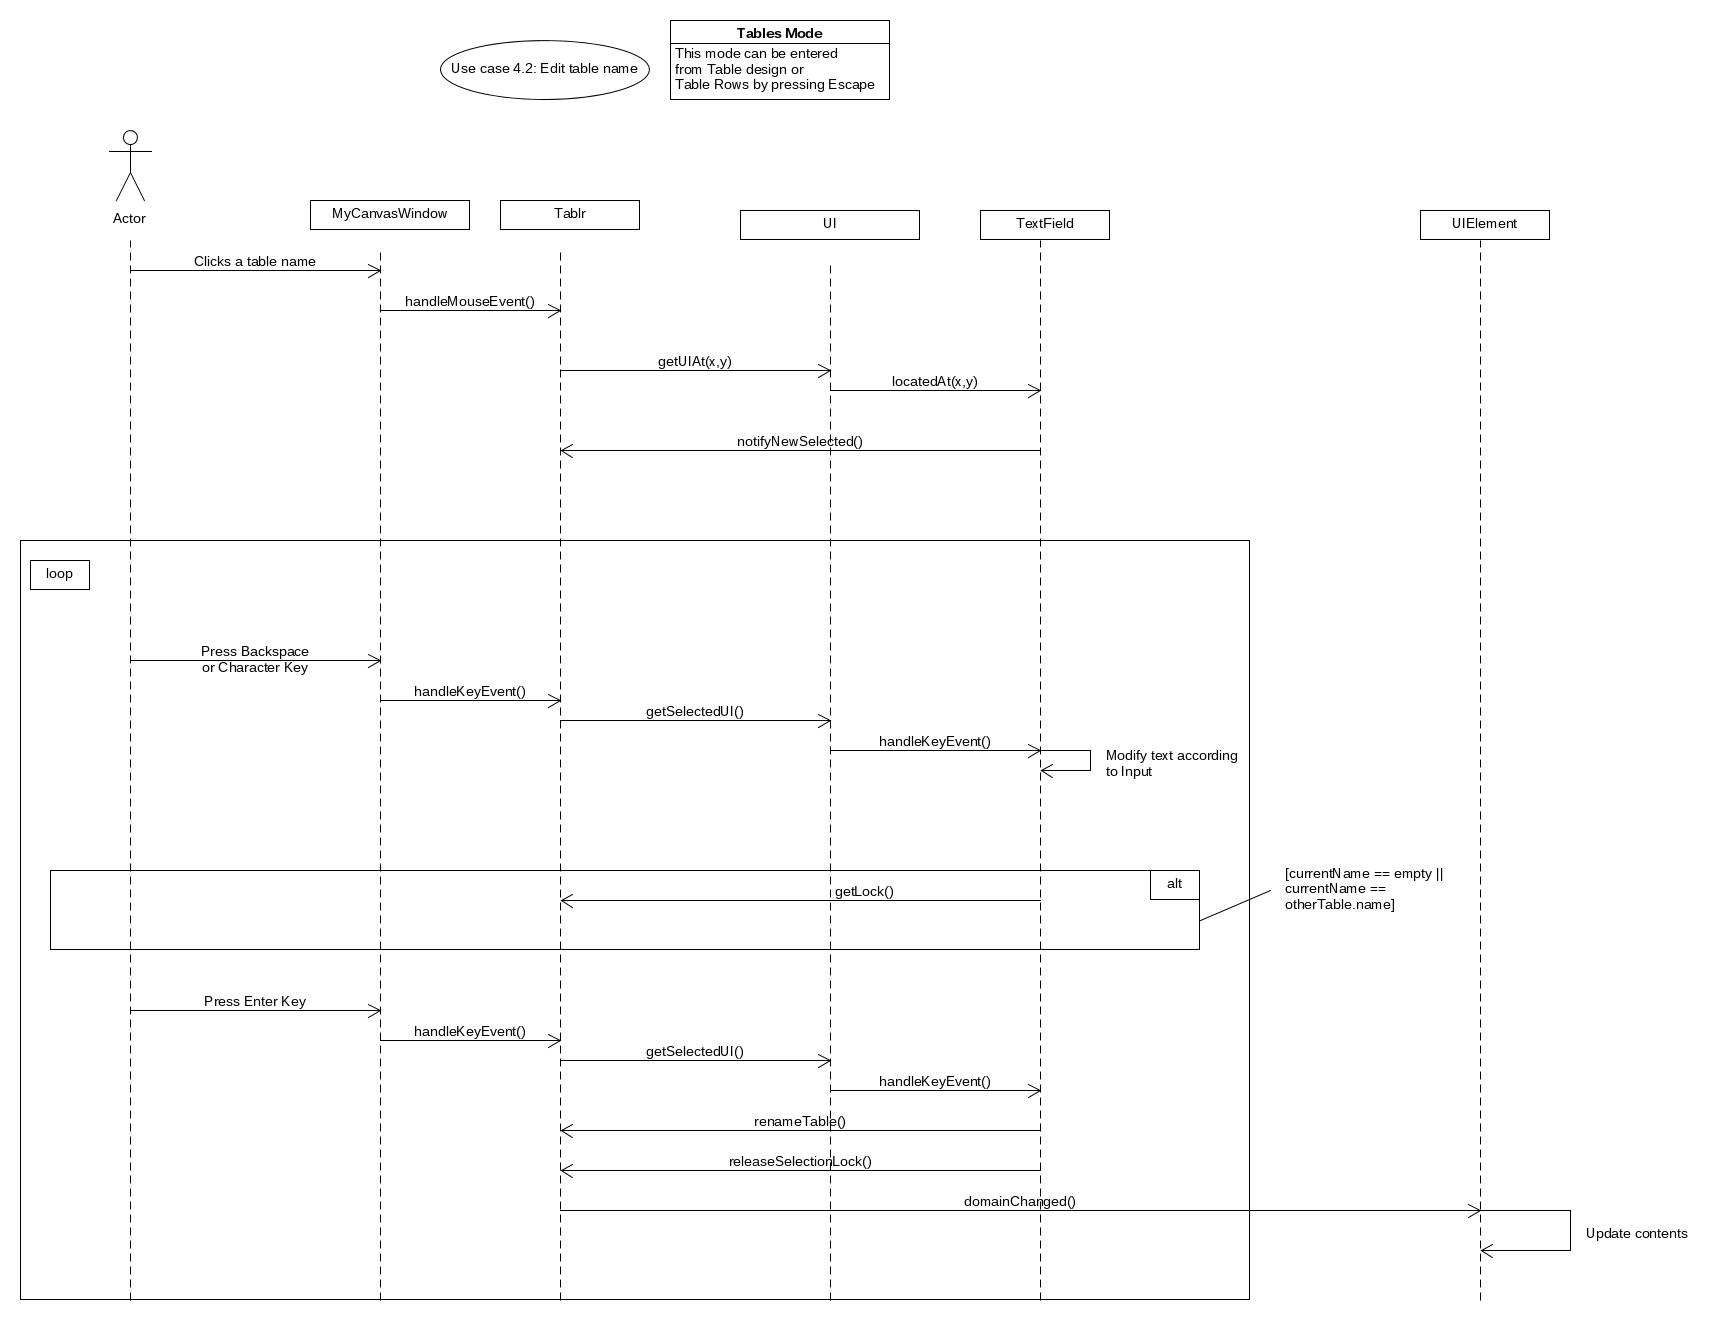 Tables Mode
This mode can be entered
from Table design or
Table Rows by pressing Escape
Use case 4.2: Edit table name
Actor
MyCanvasWindow
Tablr
UI
TextField
UIElement
Clicks a table name
handleMouseEvent()
getUIAt(x,y)
locatedAt(x,y)
notifyNewSelected()
loop
Press Backspace
or Character Key
handleKeyEvent()
getSelectedUI()
handleKeyEvent()
Modify text according
to Input
alt
[currentName == empty ||
currentName ==
otherTable.name]
getLock()
Press Enter Key
handleKeyEvent()
getSelectedUI()
handleKeyEvent()
renameTable()
releaseSelectionLock()
domainChanged()
Update contents